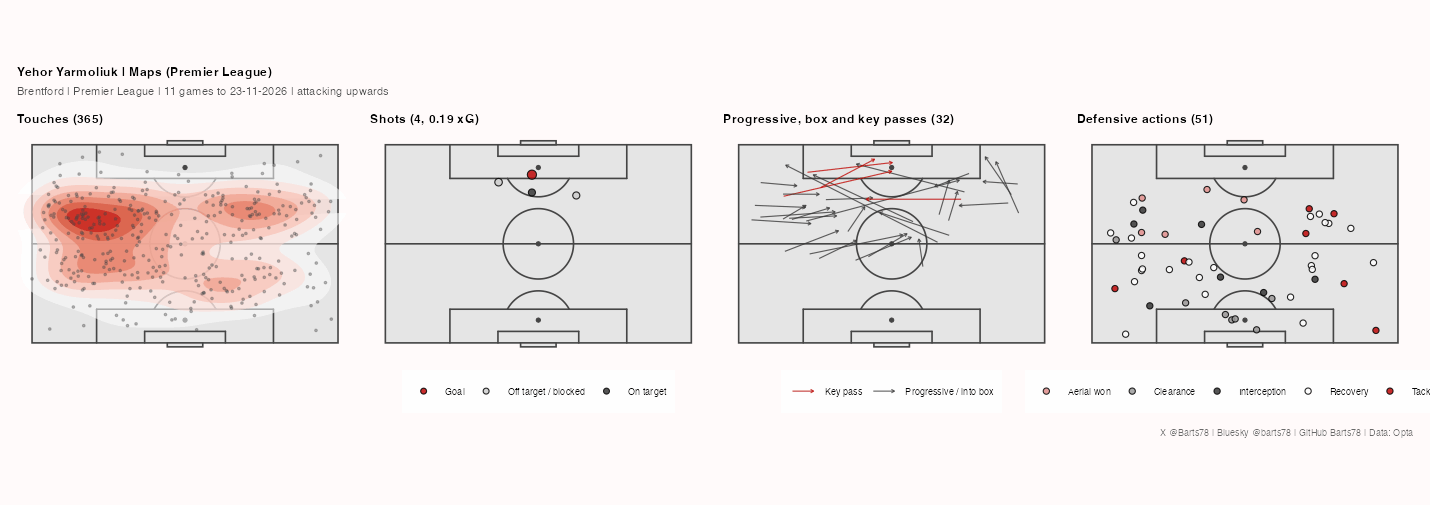 Yehor Yarmoliuk | Maps (Premier League)
Brentford | Premier League | 11 games to 23-11-2026 | attacking upwards
Touches (365)
Shots (4, 0.19 xG)
Progressive, box and key passes (32)
Defensive actions (51)
Goal
Off target / blocked
On target
Key pass
Progressive / into box
Aerial won
Clearance
Interception
Recovery
Tack
X @Barts78 | Bluesky @barts78 | GitHub Barts78 | Data: Opta